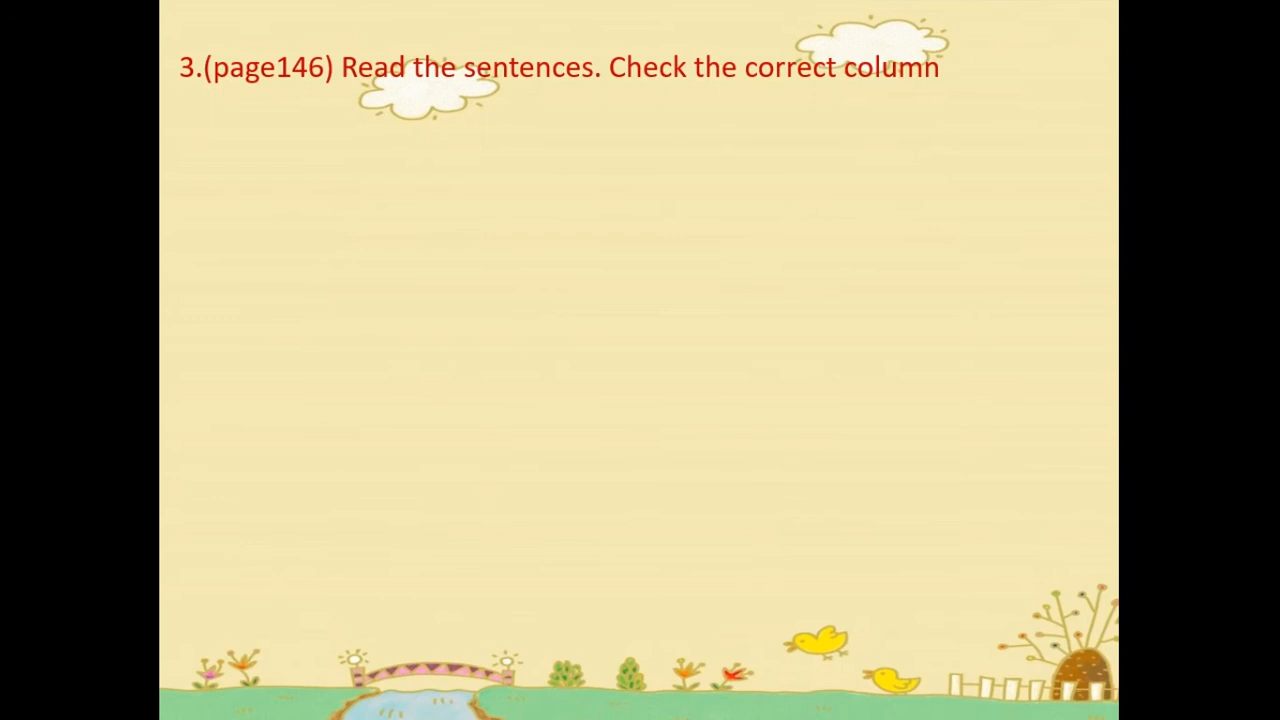 3.(page146) Read the sentences. Check the correct column